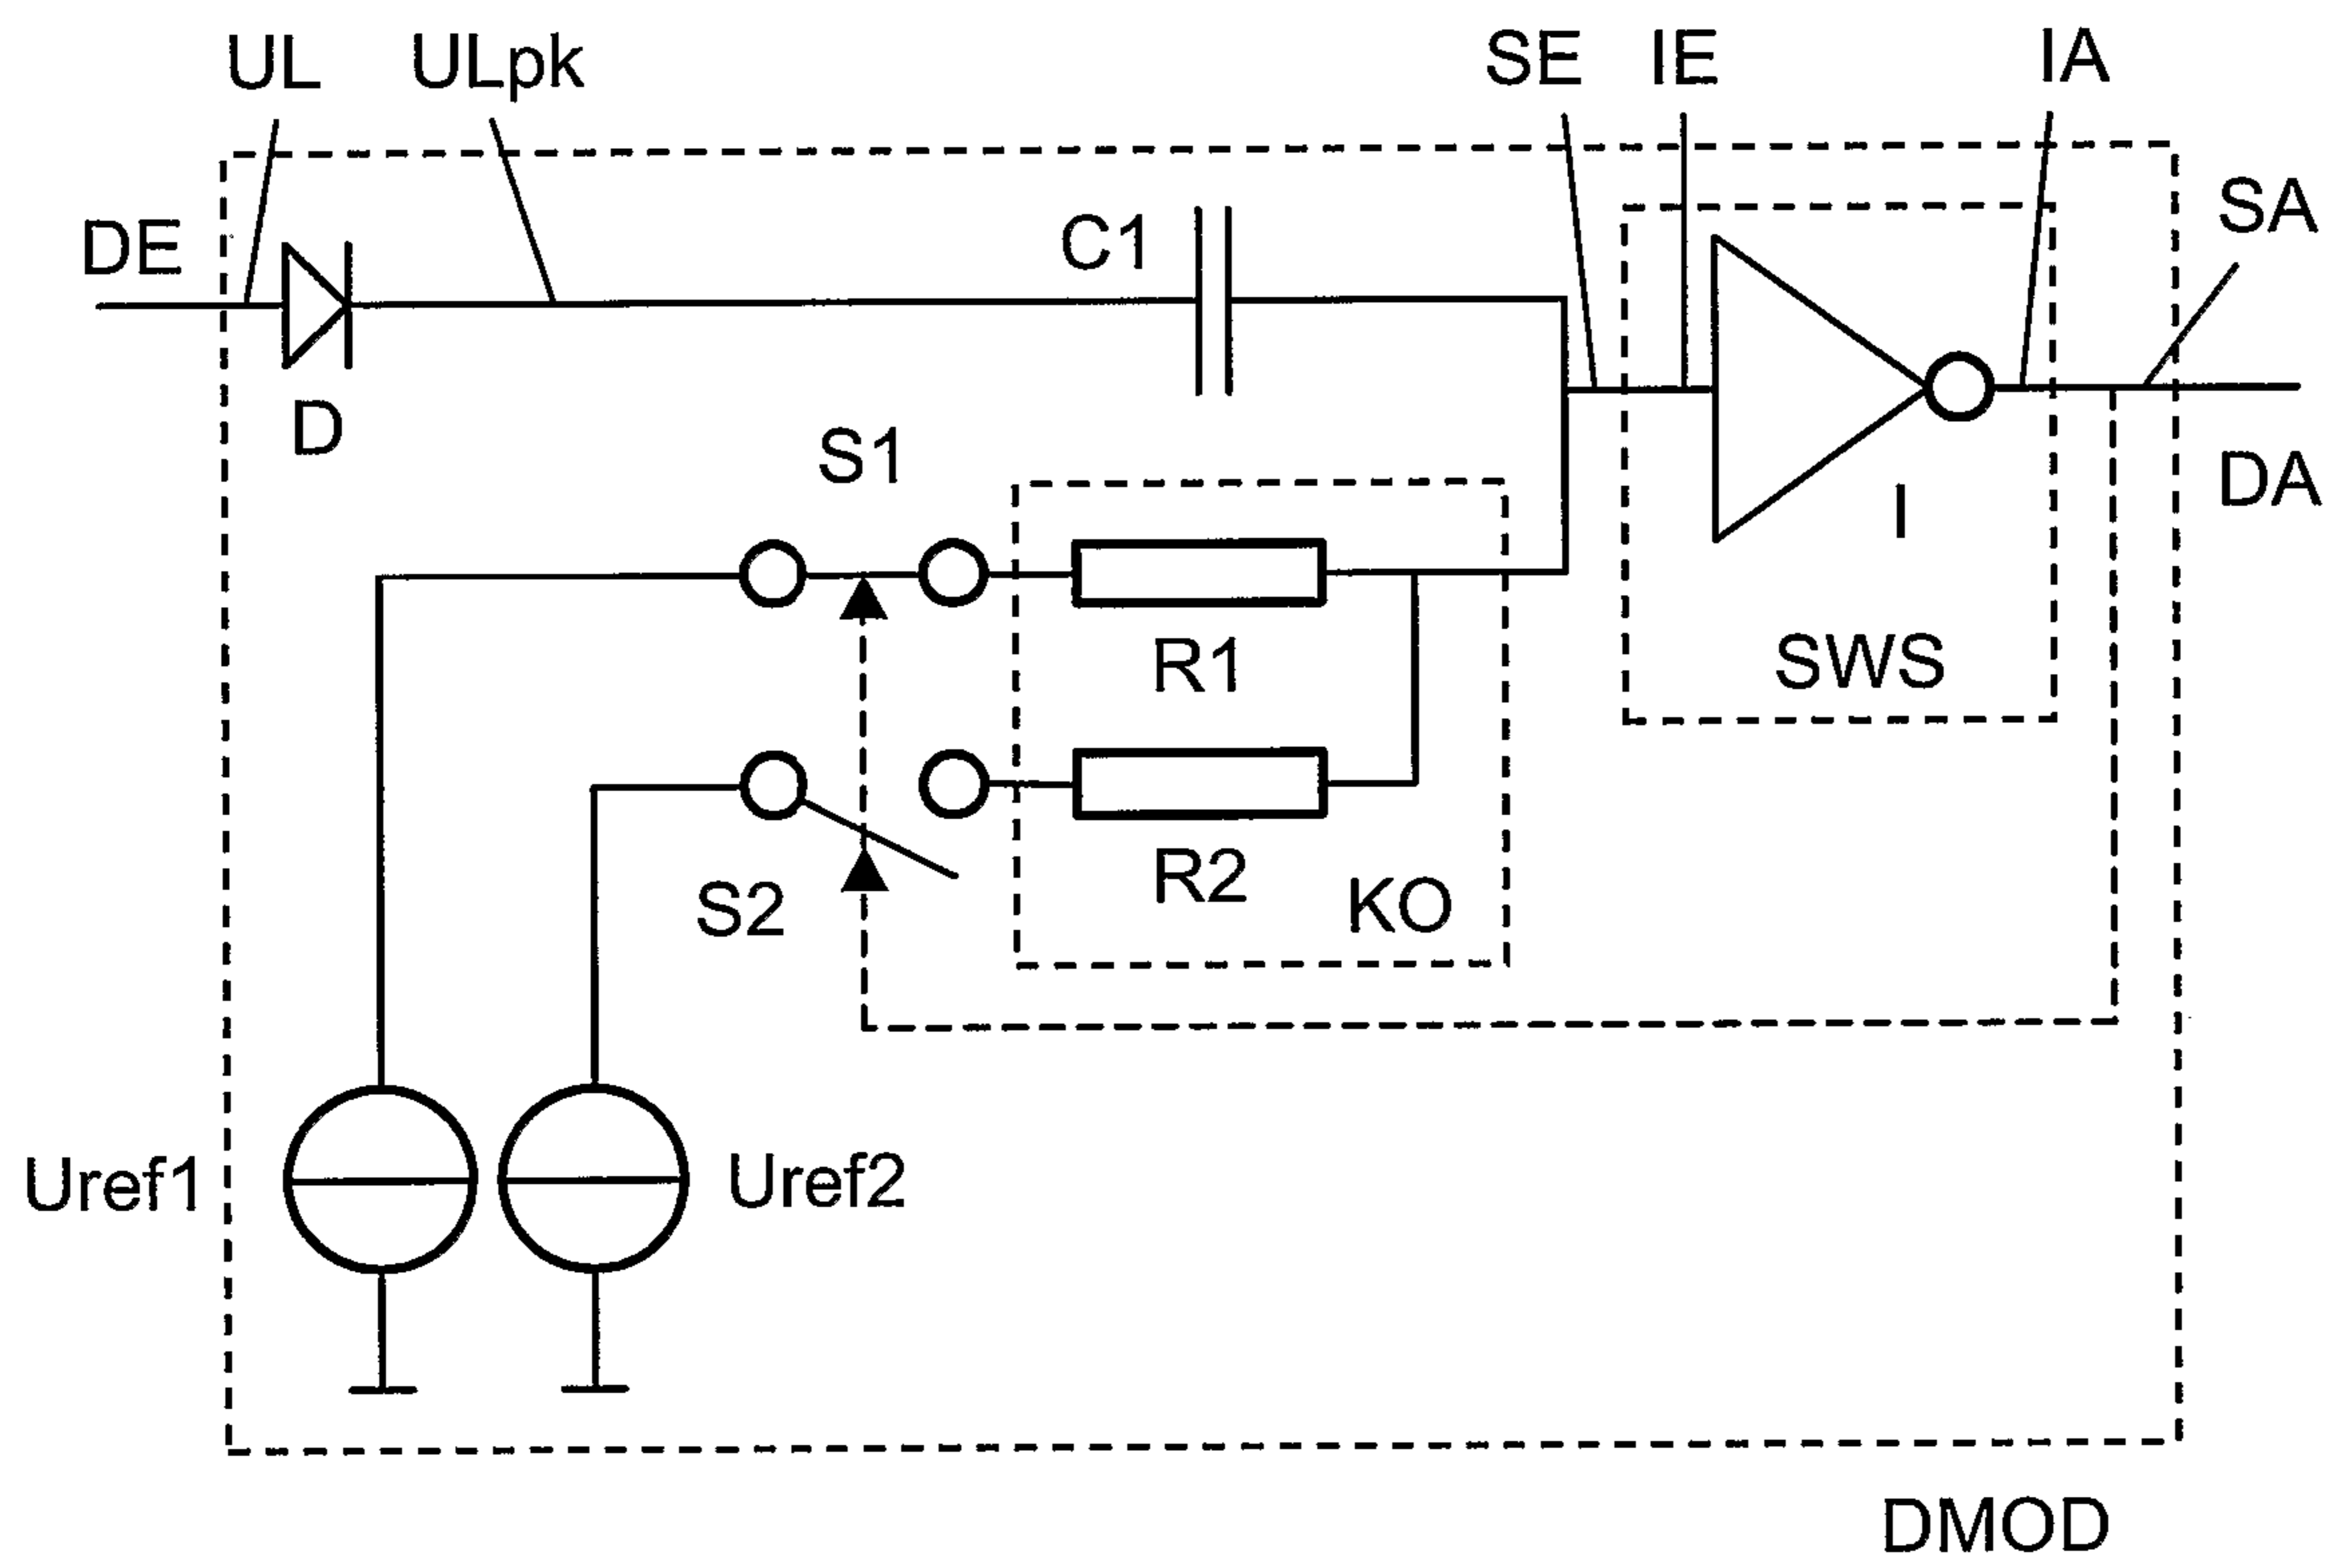 UL
ULpk
SE
IE
IA
SA
DE
C1
D
S1
DA
I
R1
SWS
R2
S2
KO
Uref1
Uref2
DMOD